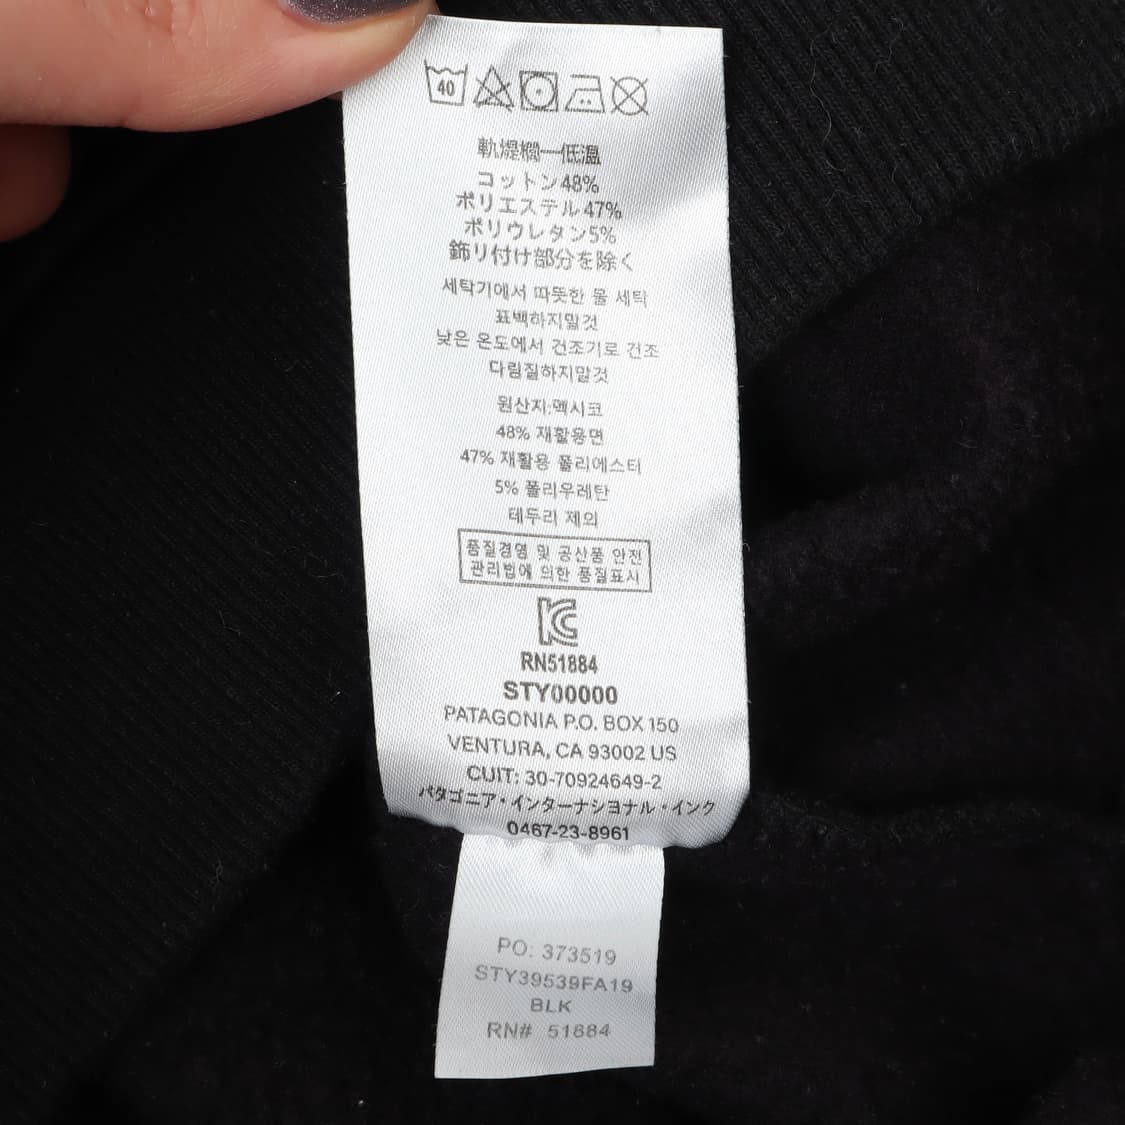 40
軌堤欄一低温
コットン48%
ポリエステル47%
ポリウレタン5%
飾り付け部分を除く
세탁기에서 따뜻한 물 세탁
표백하지말것
낮은 온도에서 건조기로 건조
다림질하지말것
원산지:멕시코
48% 재활용면
47% 재활용 폴리에스터
5% 폴리우레탄
테두리 제외
품질경영 및 공산품 안전
관리법에 의한 품질표시
RN51884
STY00000
PATAGONIA P.O. BOX 150
VENTURA, CA 93002 US
CUIT: 30-70924649-2
パタゴニア・インターナショナル・インク
0467-23-8961
PO: 373519
STY39539FA19
BLK
RN# 51884